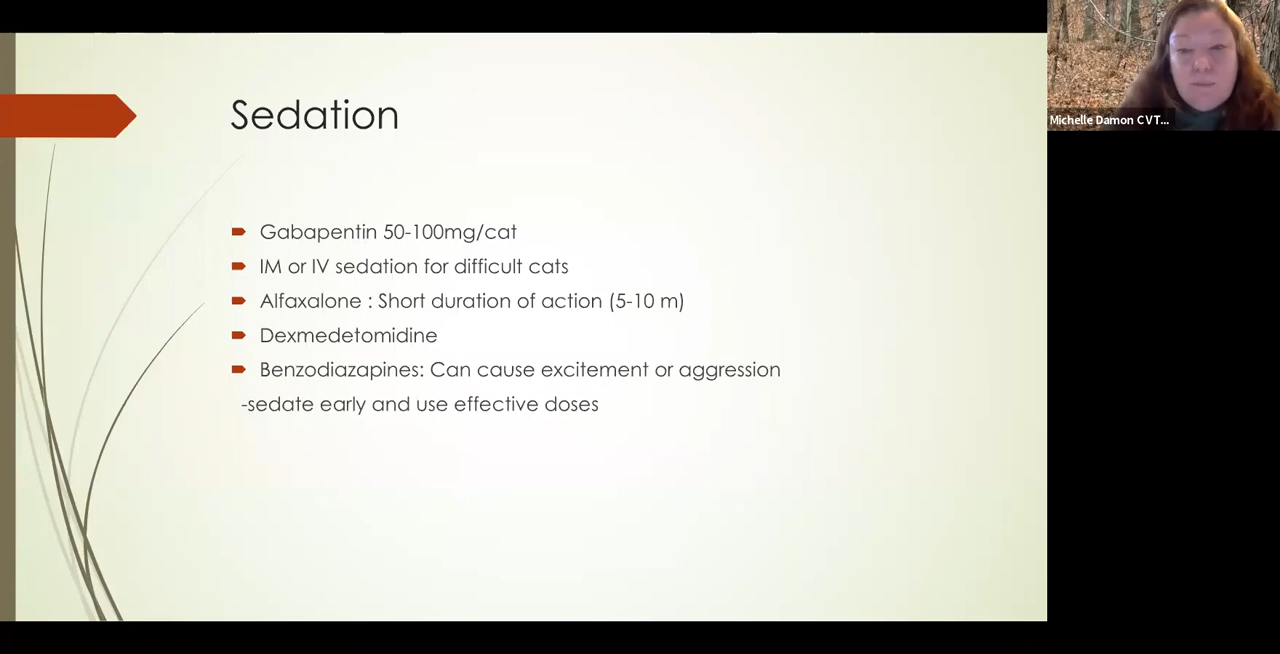 Sedation
Gabapentin 50-100mg/cat
IM or IV sedation for difficult cats
Alfaxalone : Short duration of action (5-10 m)
Dexmedetomidine
Benzodiazapines: Can cause excitement or aggression
-sedate early and use effective doses
Michelle Damon CVT...